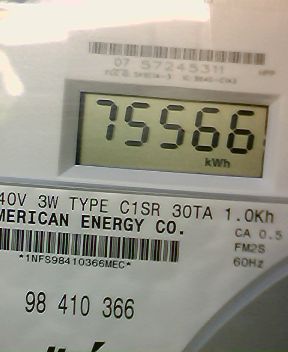 07 57245311
75566
kWh
40V 3W TYPE C1SR 30TA 1.0Kh
MERICAN ENERGY CO.
CA 0.5
FM2S
*1NFS98410366MEC*
60Hz
98 410 366